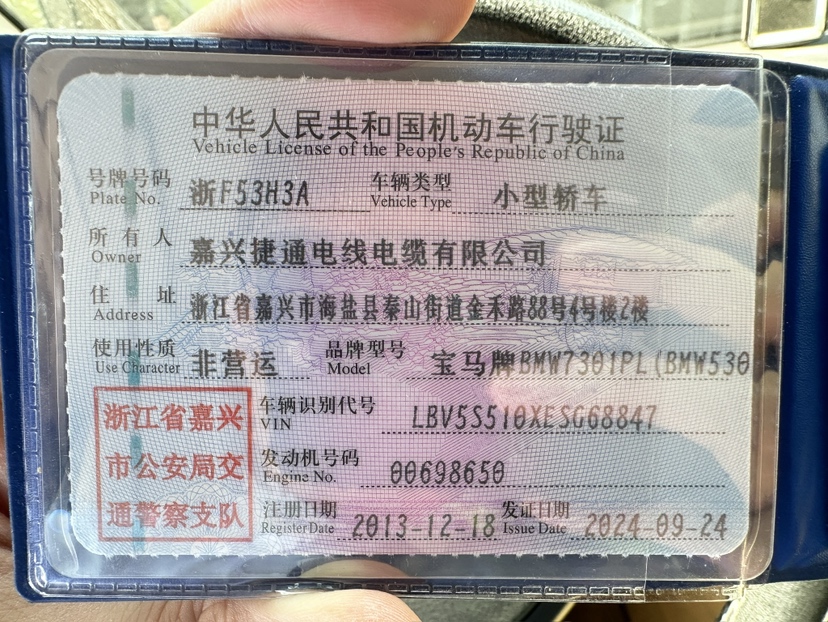 中华人民共和国机动车行驶证
Vehicle License of the People's Republic of China
号牌号码 浙F53H3A 车辆类型 小型轿车
Plate No. Vehicle Type
所有人 嘉兴捷通电线电缆有限公司
Owner
住址 浙江省嘉兴市海盐县秦山街道金禾路88号4号楼2楼
Address
使用性质 非营运 品牌型号 宝马牌BMW7301PL(BMW530
Use Character Model
浙江省嘉兴
市公安局交
通警察支队
车辆识别代号 LBV5S510XESG68847
VIN
发动机号码 00698650
Engine No.
注册日期 2013-12-18 发证日期 2024-09-24
Register Date Issue Date